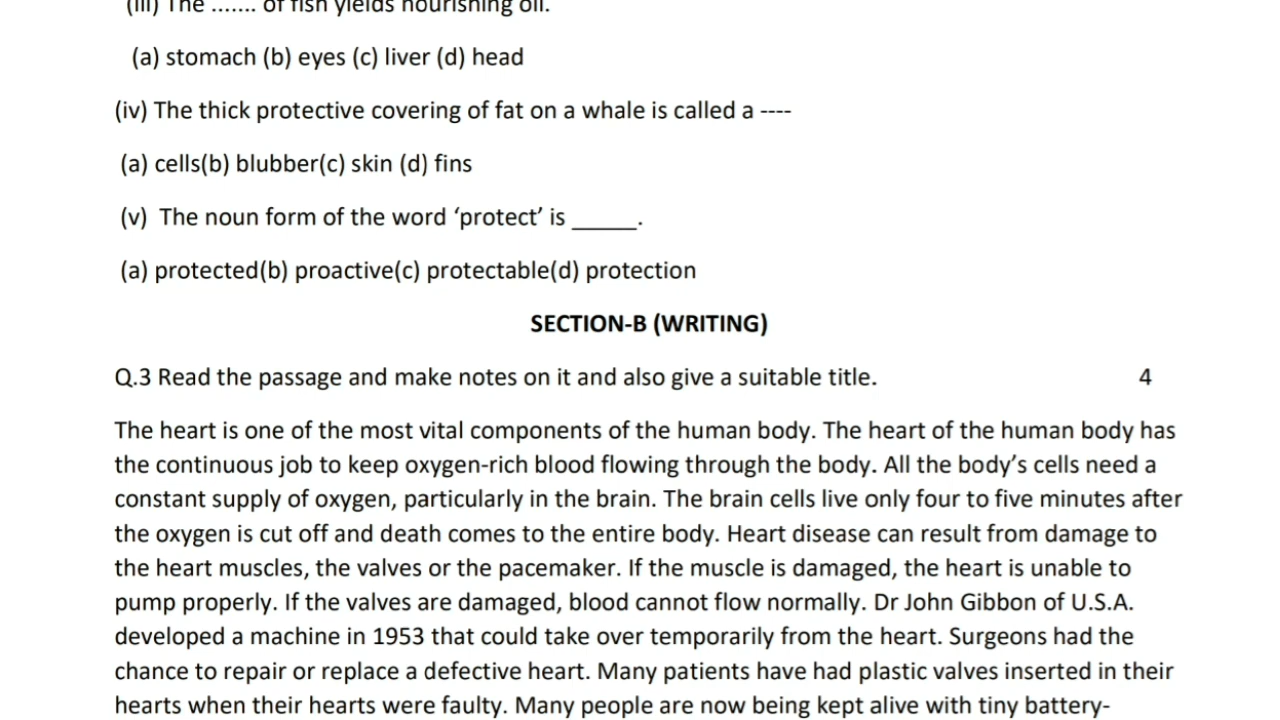 (iii) The ....... of fish yields nourishing oil.
(a) stomach (b) eyes (c) liver (d) head
(iv) The thick protective covering of fat on a whale is called a ----
(a) cells(b) blubber(c) skin (d) fins
(v)  The noun form of the word ‘protect’ is _____.
(a) protected(b) proactive(c) protectable(d) protection
SECTION-B (WRITING)
Q.3 Read the passage and make notes on it and also give a suitable title. 4
The heart is one of the most vital components of the human body. The heart of the human body has
the continuous job to keep oxygen-rich blood flowing through the body. All the body’s cells need a
constant supply of oxygen, particularly in the brain. The brain cells live only four to five minutes after
the oxygen is cut off and death comes to the entire body. Heart disease can result from damage to
the heart muscles, the valves or the pacemaker. If the muscle is damaged, the heart is unable to
pump properly. If the valves are damaged, blood cannot flow normally. Dr John Gibbon of U.S.A.
developed a machine in 1953 that could take over temporarily from the heart. Surgeons had the
chance to repair or replace a defective heart. Many patients have had plastic valves inserted in their
hearts when their hearts were faulty. Many people are now being kept alive with tiny battery-